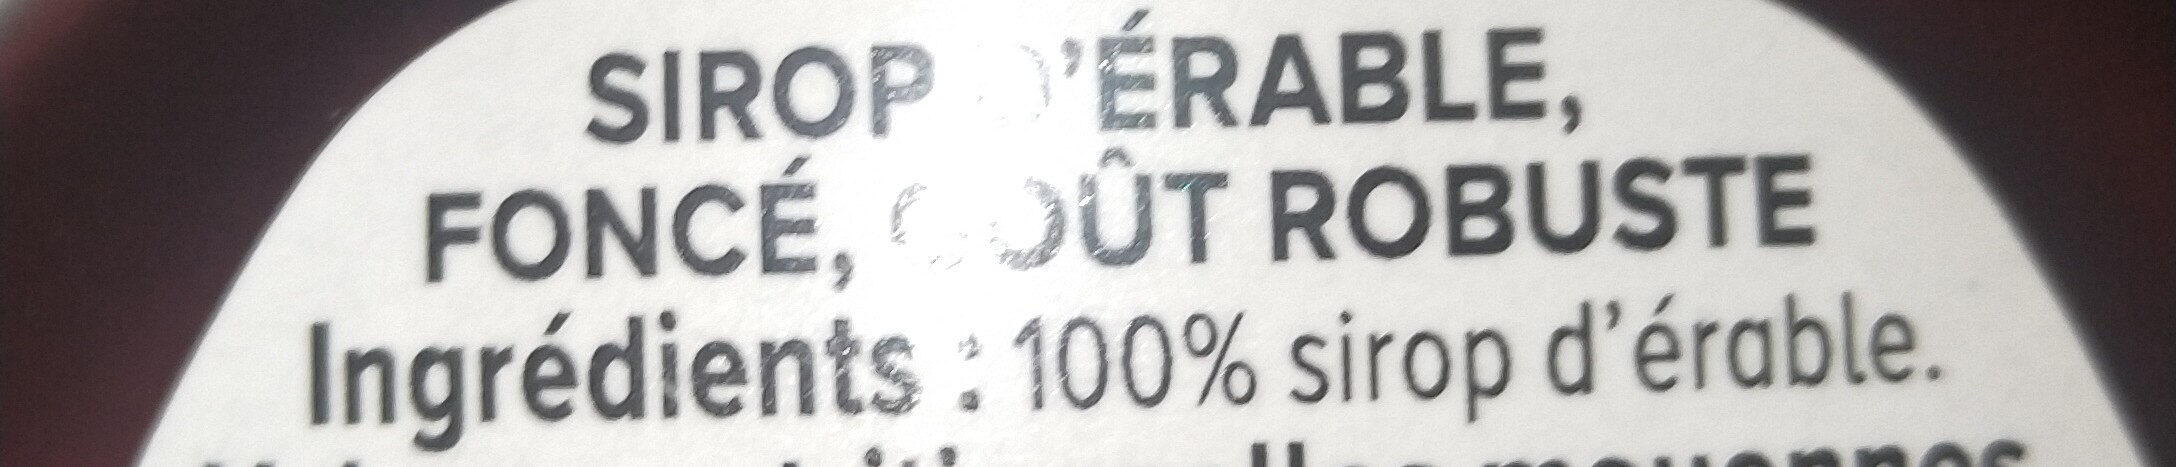 SIROP D'ÉRABLE,
FONCÉ, GOÛT ROBUSTE
Ingrédients : 100% sirop d'érable.